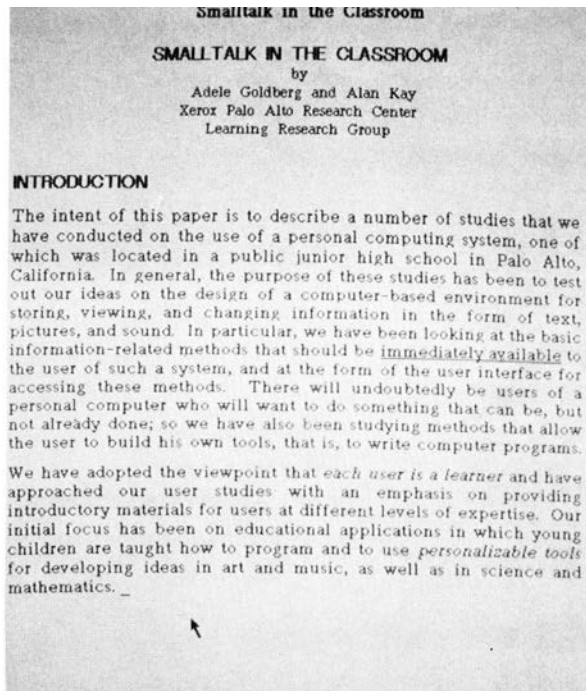 Smalltalk in the Classroom
SMALLTALK IN THE CLASSROOM
by
Adele Goldberg and Alan Kay
Xerox Palo Alto Research Center
Learning Research Group
INTRODUCTION
The intent of this paper is to describe a number of studies that we
have conducted on the use of a personal computing system, one of
which was located in a public junior high school in Palo Alto,
California. In general, the purpose of these studies has been to test
out our ideas on the design of a computer-based environment for
storing, viewing, and changing information in the form of text,
pictures, and sound. In particular, we have been looking at the basic
information-related methods that should be immediately available to
the user of such a system, and at the form of the user interface for
accessing these methods. There will undoubtedly be users of a
personal computer who will want to do something that can be, but
not already done; so we have also been studying methods that allow
the user to build his own tools, that is, to write computer programs.
We have adopted the viewpoint that each user is a learner and have
approached our user studies with an emphasis on providing
introductory materials for users at different levels of expertise. Our
initial focus has been on educational applications in which young
children are taught how to program and to use personalizable tools
for developing ideas in art and music, as well as in science and
mathematics. _